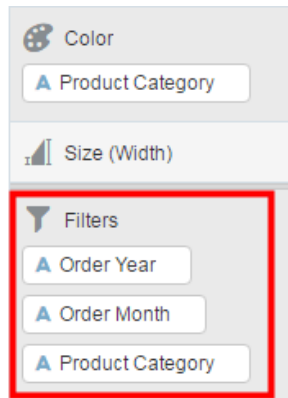 Color
A Product Category
Size (Width)
Filters
A Order Year
A Order Month
A Product Category